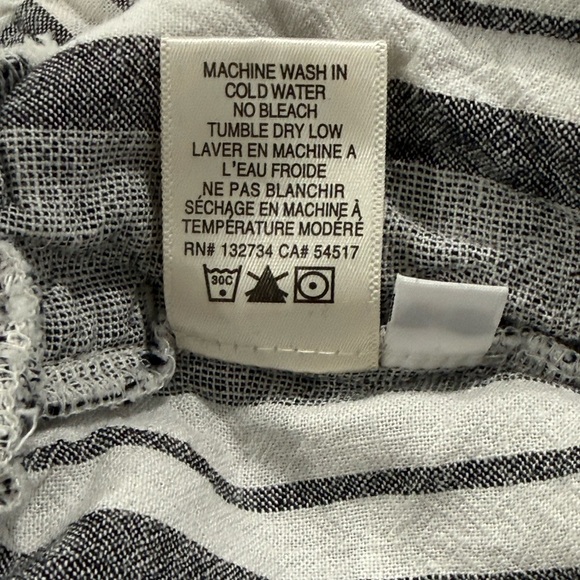 MACHINE WASH IN
COLD WATER
NO BLEACH
TUMBLE DRY LOW
LAVER EN MACHINE A
L'EAU FROIDE
NE PAS BLANCHIR
SÉCHAGE EN MACHINE À
TEMPÉRATURE MODÉRÉ
RN# 132734 CA# 54517
30C